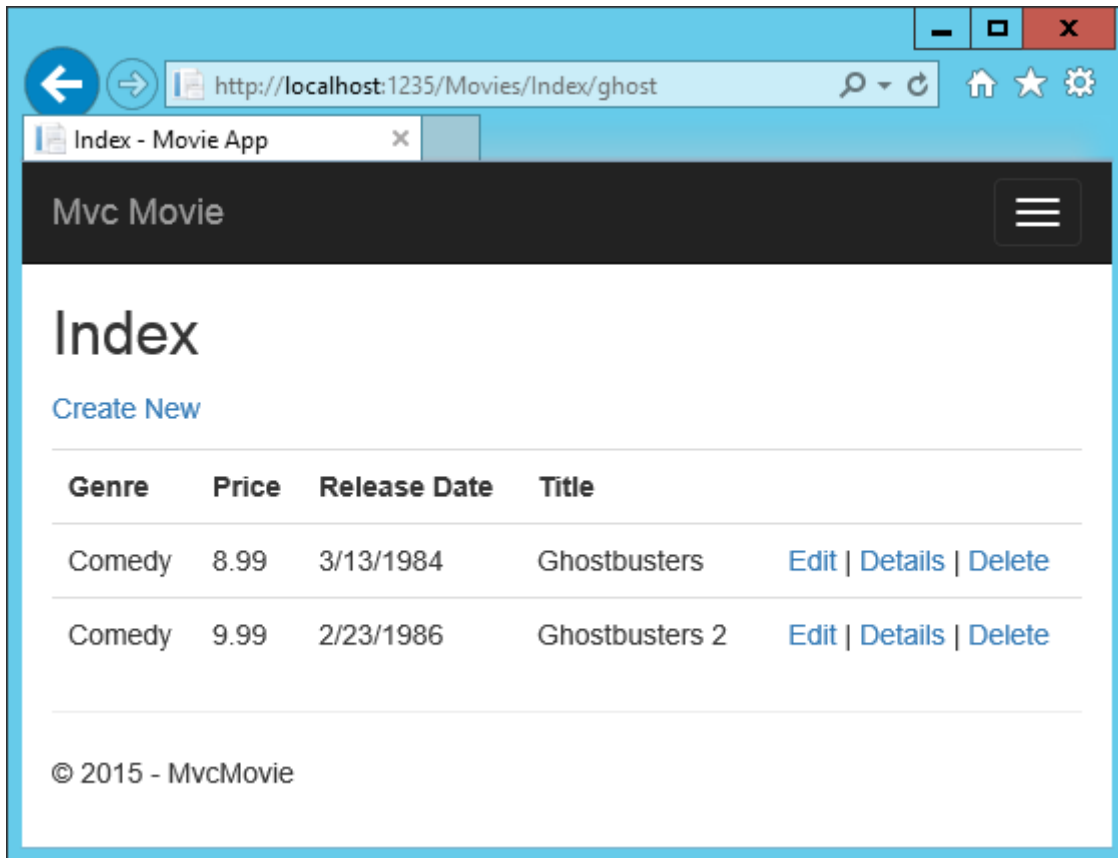 http://localhost:1235/Movies/Index/ghost
Index - Movie App
Mvc Movie
Index
Create New
Genre Price Release Date Title
Comedy 8.99 3/13/1984 Ghostbusters Edit | Details | Delete
Comedy 9.99 2/23/1986 Ghostbusters 2 Edit | Details | Delete
© 2015 - MvcMovie